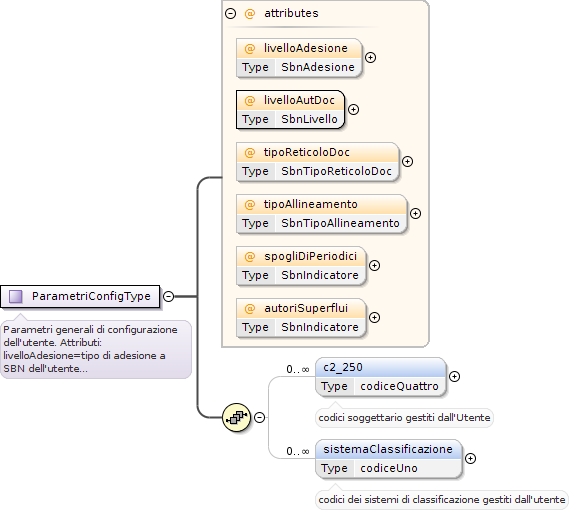 @ attributes
@ livelloAdesione
Type SbnAdesione
@ livelloAutDoc
Type SbnLivello
@ tipoReticoloDoc
Type SbnTipoReticoloDoc
@ tipoAllineamento
Type SbnTipoAllineamento
@ spogliDiPeriodici
Type SbnIndicatore
@ autoriSuperflui
Type SbnIndicatore
ParametriConfigType
Parametri generali di configurazione
dell'utente. Attributi:
livelloAdesione=tipo di adesione a
SBN dell'utente...
0..∞
c2_250
Type codiceQuattro
codici soggettario gestiti dall'Utente
0..∞
sistemaClassificazione
Type codiceUno
codici dei sistemi di classificazione gestiti dall'utente